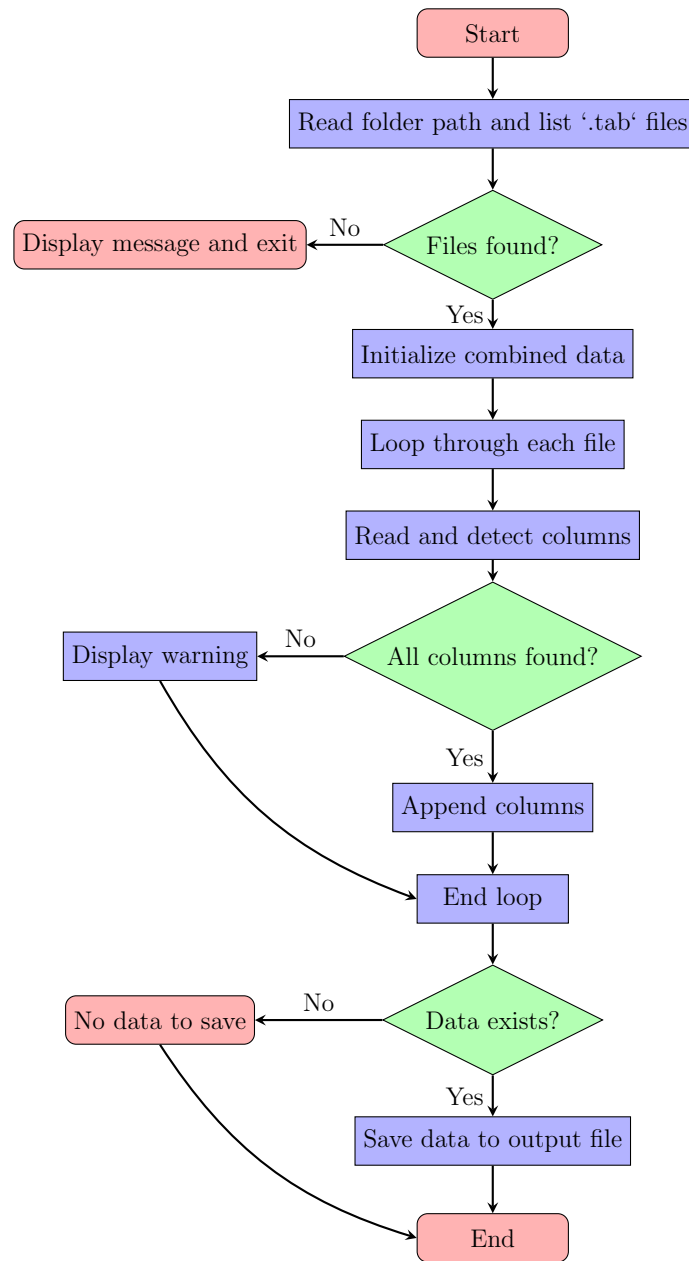 Start
Read folder path and list ‘.tab‘ files
Display message and exit
No
Files found?
Yes
Initialize combined data
Loop through each file
Read and detect columns
Display warning
No
All columns found?
Yes
Append columns
End loop
No data to save
No
Data exists?
Yes
Save data to output file
End